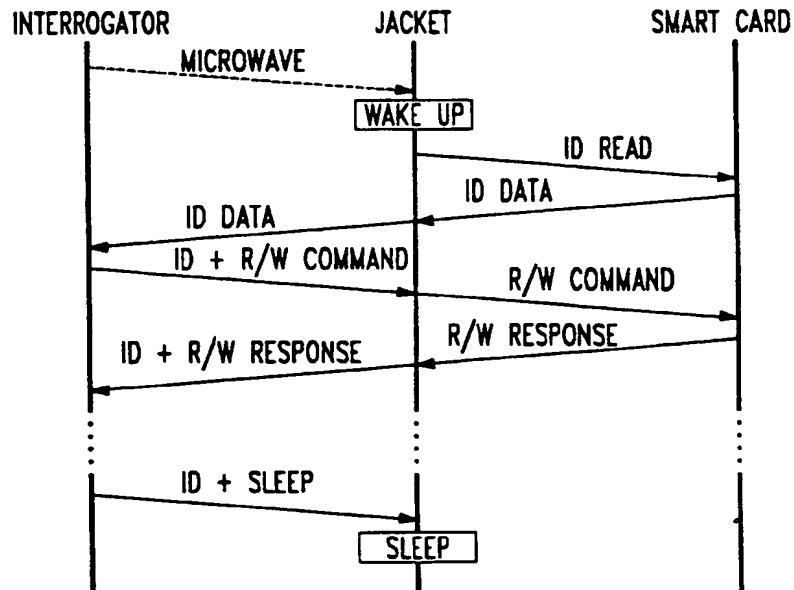 INTERROGATOR JACKET SMART CARD
MICROWAVE
WAKE UP
ID READ
ID DATA
ID DATA
ID + R/W COMMAND
R/W COMMAND
R/W RESPONSE
ID + R/W RESPONSE
ID + SLEEP
SLEEP